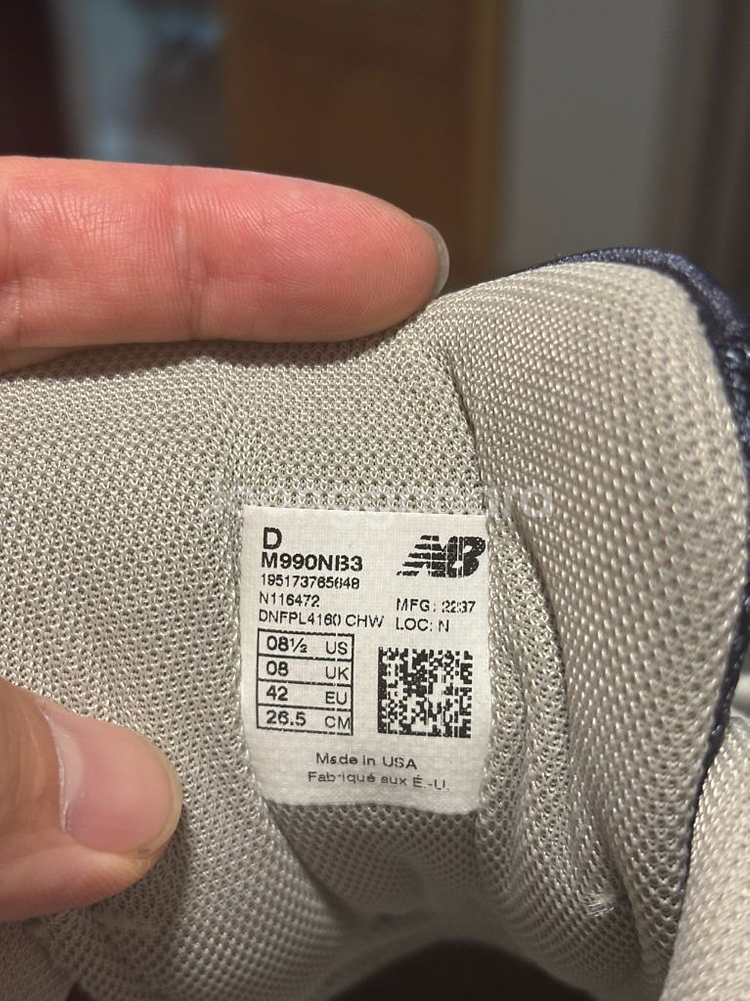 D
M990NB3
195173765648
N116472
MFG: 2237
DNFPL4160 CHW
LOC: N
08½ US
08 UK
42 EU
26.5 CM
Made in USA
Fabriqué aux É.-U.
NB